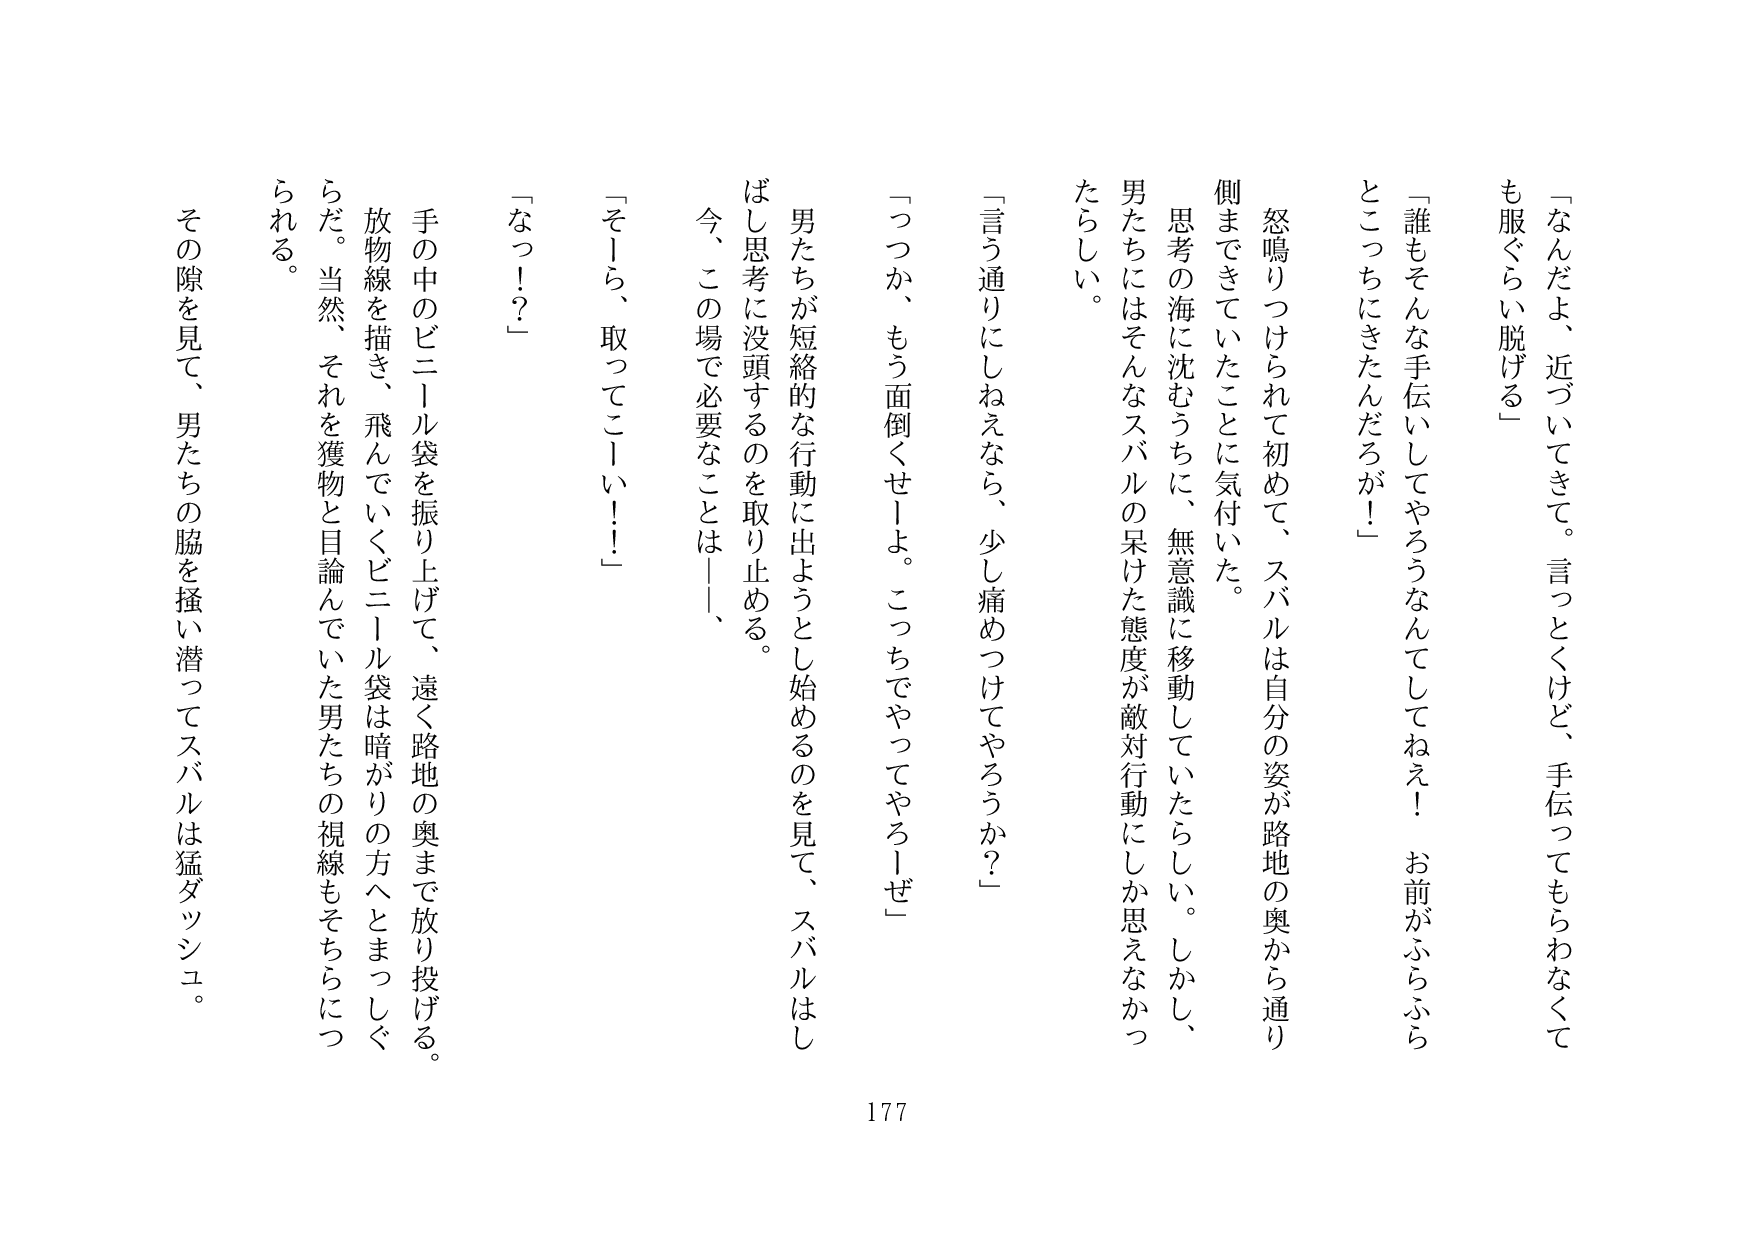 「なんだよ、近づいてきて。言っとくけど、手伝ってもらわなくて
も服ぐらい脱げる」
「誰もそんな手伝いしてやろうなんてしてねえ！　お前がふらふら
とこっちにきたんだろが！」
　怒鳴りつけられて初めて、スバルは自分の姿が路地の奥から通り
側まできていたことに気付いた。
　思考の海に沈むうちに、無意識に移動していたらしい。しかし、
男たちにはそんなスバルの呆けた態度が敵対行動にしか思えなかっ
たらしい。
「言う通りにしねえなら、少し痛めつけてやろうか？」
「つつか、もう面倒くせーよ。こっちでやってやろーぜ」
　男たちが短絡的な行動に出ようとし始めるのを見て、スバルはし
ばし思考に没頭するのを取り止める。
　今、この場で必要なことは――、
「そーら、取ってこーい！！」
「なっ！？」
　手の中のビニール袋を振り上げて、遠く路地の奥まで放り投げる。
　放物線を描き、飛んでいくビニール袋は暗がりの方へとまっしぐ
らだ。当然、それを獲物と目論んでいた男たちの視線もそちらにつ
られる。
　その隙を見て、男たちの脇を掻い潜ってスバルは猛ダッシュ。
177